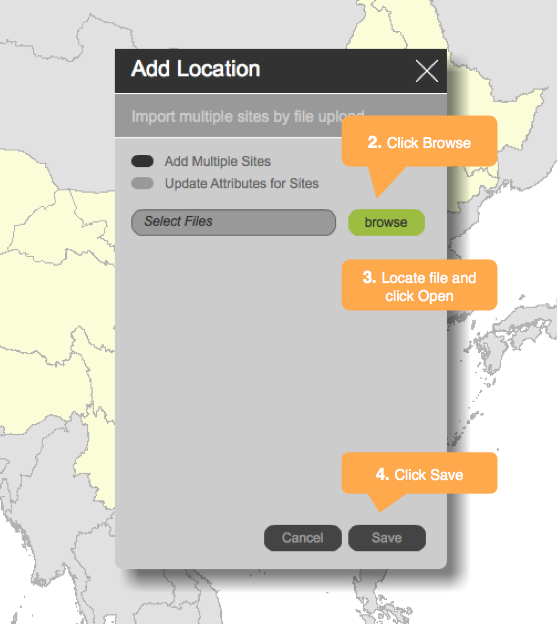 Add Location
Import multiple sites by file upload
2. Click Browse
Add Multiple Sites
Update Attributes for Sites
Select Files
browse
3. Locate file and
click Open
4. Click Save
Cancel
Save